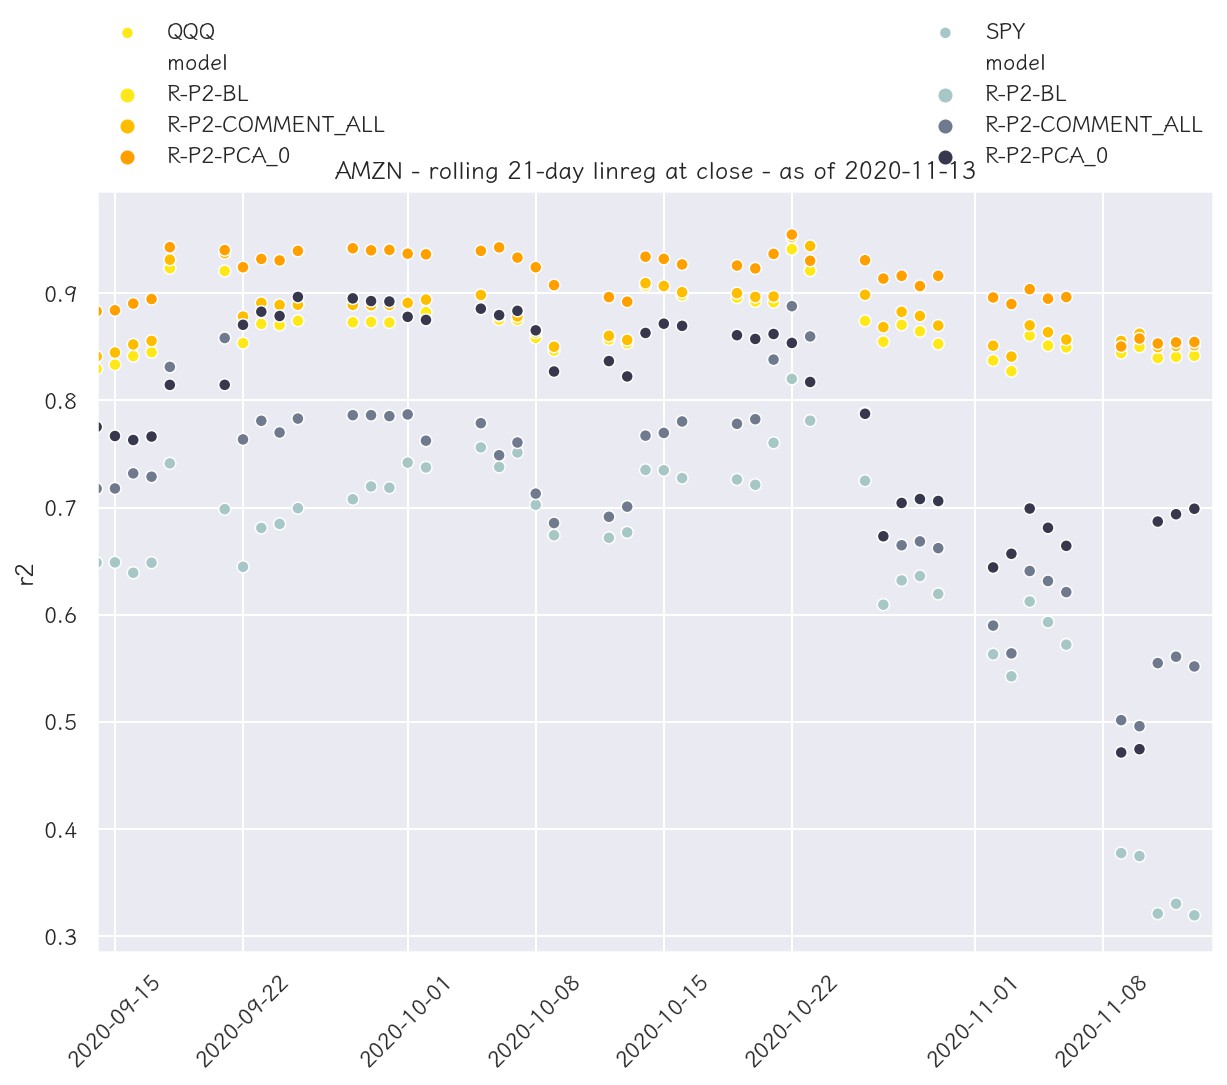 QQQ
model
R-P2-BL
R-P2-COMMENT_ALL
R-P2-PCA_0
SPY
model
R-P2-BL
R-P2-COMMENT_ALL
R-P2-PCA_0
AMZN - rolling 21-day linreg at close - as of 2020-11-13
r2
0.9
0.8
0.7
0.6
0.5
0.4
0.3
2020-09-15
2020-09-22
2020-10-01
2020-10-08
2020-10-15
2020-10-22
2020-11-01
2020-11-08